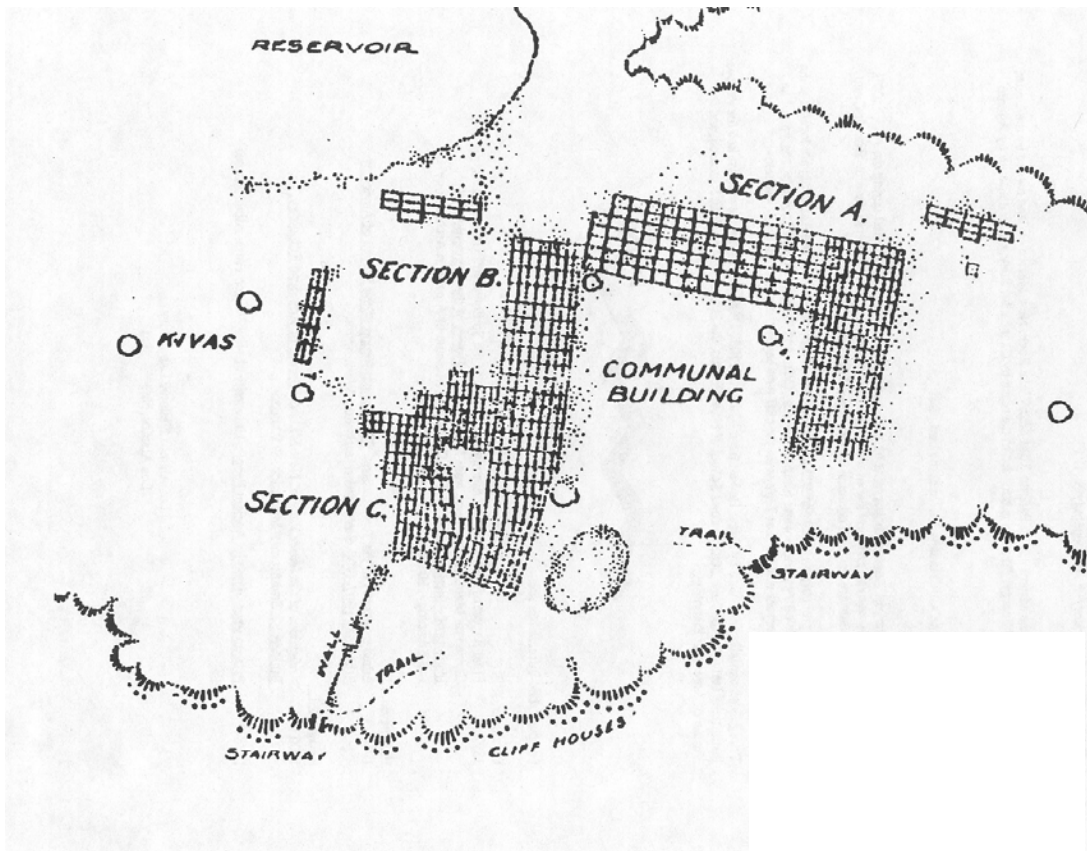 RESERVOIR
SECTION A.
SECTION B.
KIVAS
COMMUNAL
BUILDING
SECTION C.
TRAIL
STAIRWAY
WALL
TRAIL
STAIRWAY
CLIFF HOUSES